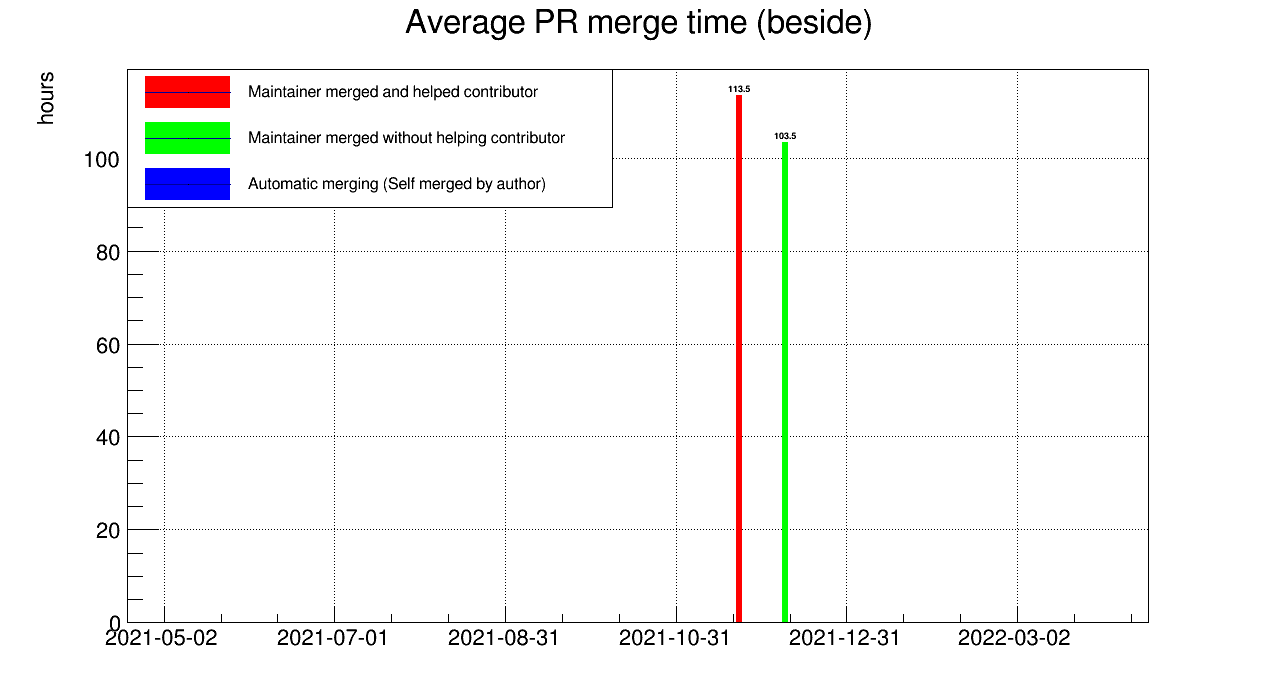 Average PR merge time (beside)
hours
Maintainer merged and helped contributor
Maintainer merged without helping contributor
Automatic merging (Self merged by author)
113.5
103.5
100
80
60
40
20
0
2021-05-02 2021-07-01 2021-08-31 2021-10-31 2021-12-31 2022-03-02